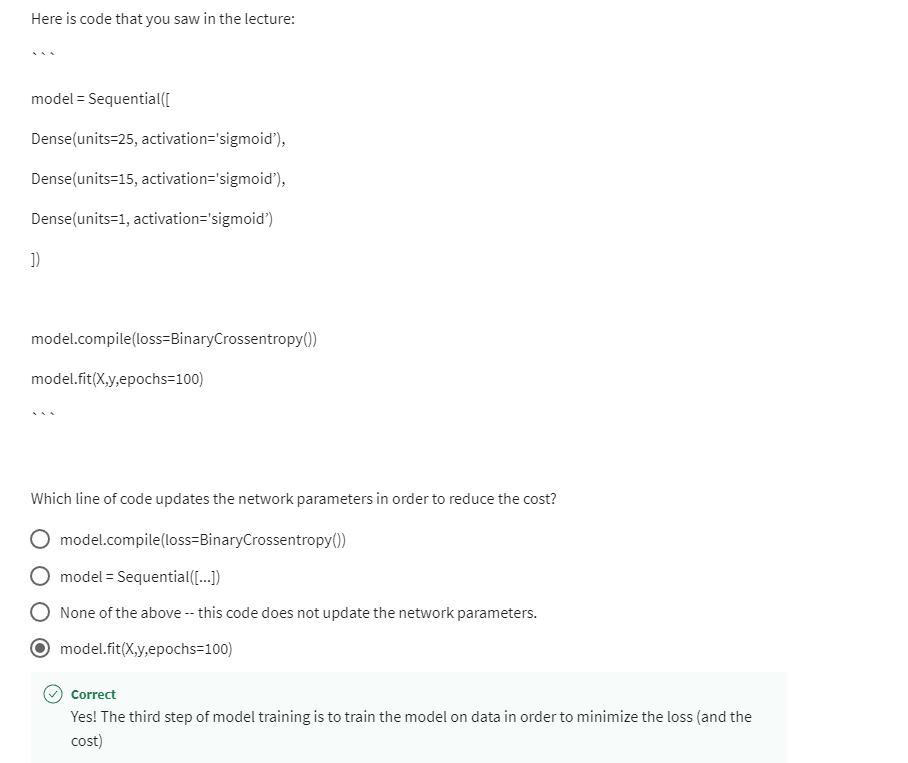 Here is code that you saw in the lecture:
```
model = Sequential([
Dense(units=25, activation='sigmoid’),
Dense(units=15, activation='sigmoid’),
Dense(units=1, activation='sigmoid’)
])
model.compile(loss=BinaryCrossentropy())
model.fit(X,y,epochs=100)
```
Which line of code updates the network parameters in order to reduce the cost?
model.compile(loss=BinaryCrossentropy())
model = Sequential([...])
None of the above -- this code does not update the network parameters.
model.fit(X,y,epochs=100)
Correct
Yes! The third step of model training is to train the model on data in order to minimize the loss (and the
cost)